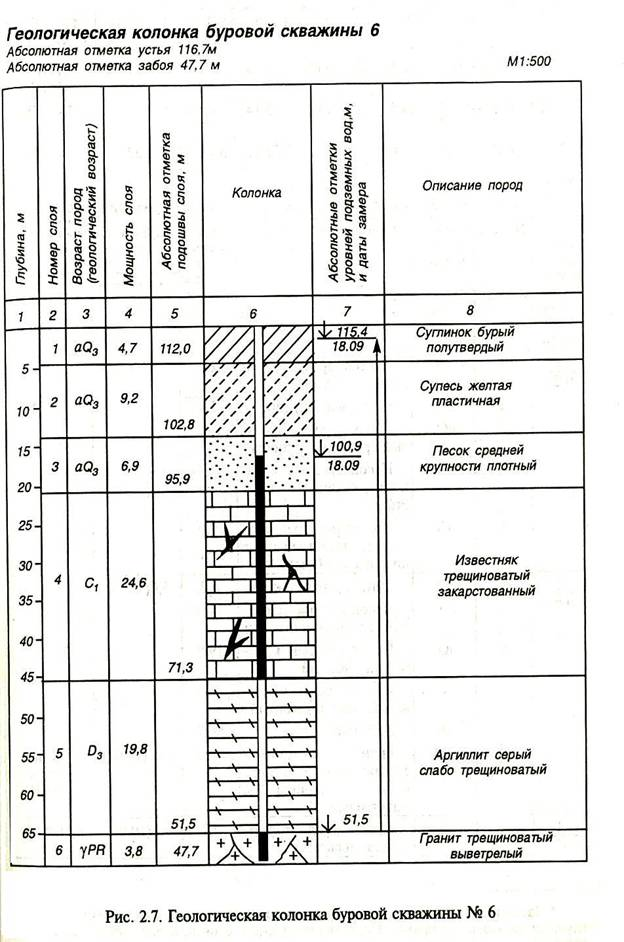 Геологическая колонка буровой скважины 6
Абсолютная отметка устья 116.7м
Абсолютная отметка забоя 47,7 м
М1:500
Глубина, м
Номер слоя
Возраст пород
(геологический возраст)
Мощность слоя
Абсолютная отметка
подошвы слоя, м
Колонка
Абсолютные отметки
уровней подземных вод,м,
и даты замера
Описание пород
1 2 3 4 5 6 7 8
1 aQ3 4,7 112,0
115,4
18.09
Суглинок бурый
полутвердый
5
2 aQ3 9,2
10
102,8
Супесь желтая
пластичная
15
3 aQ3 6,9
95,9
100,9
18.09
Песок средней
крупности плотный
20
25
30
4 C1 24,6
35
40
71,3
Известняк
трещиноватый
закарстованный
45
50
5 D3 19,8
55
60
51,5
51,5
Аргиллит серый
слабо трещиноватый
65
6 γPR 3,8 47,7
Гранит трещиноватый
выветрелый
Рис. 2.7. Геологическая колонка буровой скважины № 6